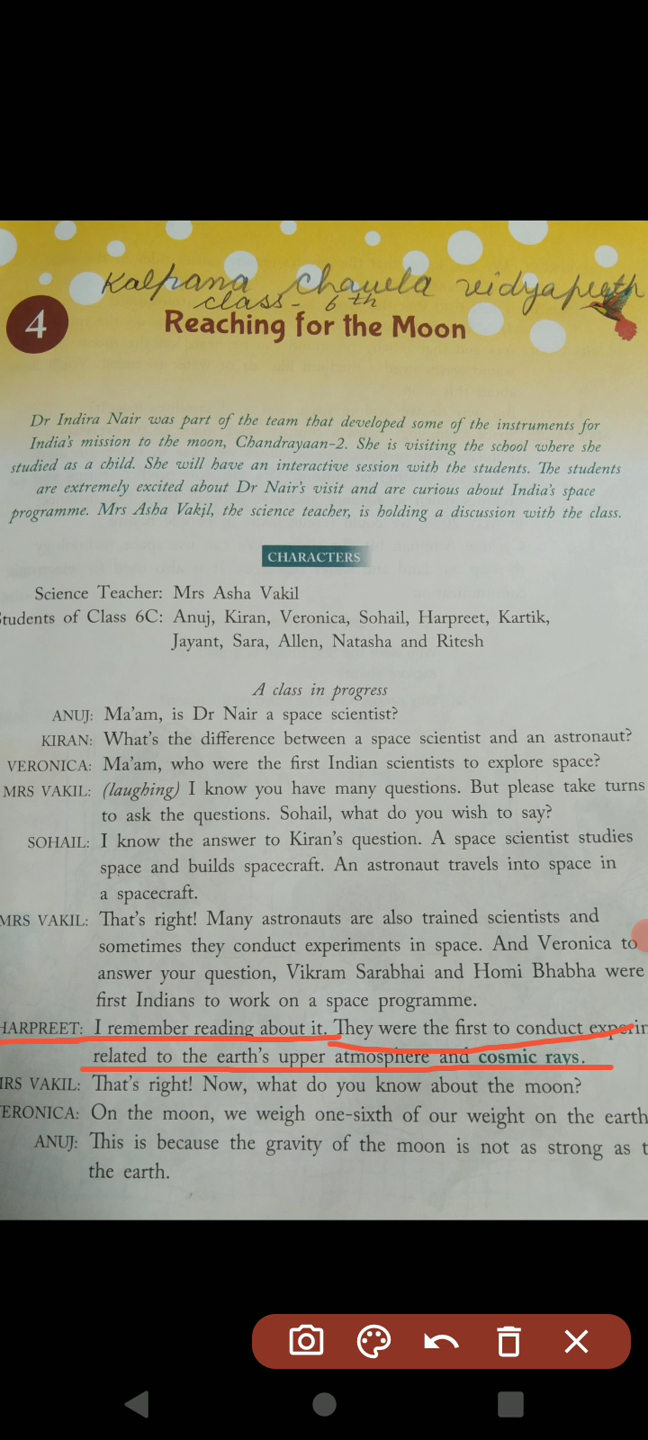 Kalpana Chawla vidyapeeth
class - 6th
4
Reaching for the Moon
Dr Indira Nair was part of the team that developed some of the instruments for
India's mission to the moon, Chandrayaan-2. She is visiting the school where she
studied as a child. She will have an interactive session with the students. The students
are extremely excited about Dr Nair's visit and are curious about India's space
programme. Mrs Asha Vakil, the science teacher, is holding a discussion with the class.
CHARACTERS
Science Teacher: Mrs Asha Vakil
tudents of Class 6C: Anuj, Kiran, Veronica, Sohail, Harpreet, Kartik,
Jayant, Sara, Allen, Natasha and Ritesh
A class in progress
ANUJ: Ma'am, is Dr Nair a space scientist?
KIRAN: What's the difference between a space scientist and an astronaut?
VERONICA: Ma'am, who were the first Indian scientists to explore space?
MRS VAKIL: (laughing) I know you have many questions. But please take turns
to ask the questions. Sohail, what do you wish to say?
SOHAIL: I know the answer to Kiran's question. A space scientist studies
space and builds spacecraft. An astronaut travels into space in
a spacecraft.
MRS VAKIL: That's right! Many astronauts are also trained scientists and
sometimes they conduct experiments in space. And Veronica to
answer your question, Vikram Sarabhai and Homi Bhabha were
first Indians to work on a space programme.
HARPREET: I remember reading about it. They were the first to conduct experin
related to the earth's upper atmosphere and cosmic rays.
RS VAKIL: That's right! Now, what do you know about the moon?
ERONICA: On the moon, we weigh one-sixth of our weight on the earth
ANUJ: This is because the gravity of the moon is not as strong as t
the earth.